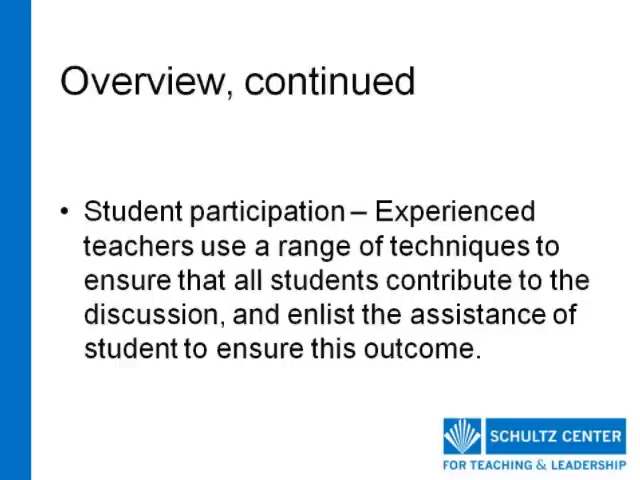 Overview, continued
• Student participation – Experienced
teachers use a range of techniques to
ensure that all students contribute to the
discussion, and enlist the assistance of
student to ensure this outcome.
SCHULTZ CENTER
FOR TEACHING & LEADERSHIP